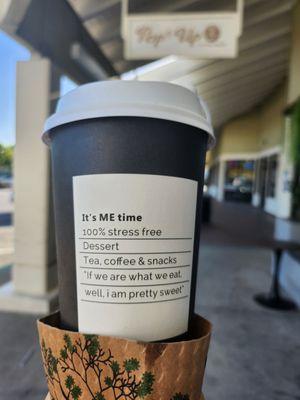 Pop It Up
It's ME time
100% stress free
Dessert
Tea, coffee & snacks
"If we are what we eat,
well, i am pretty sweet"